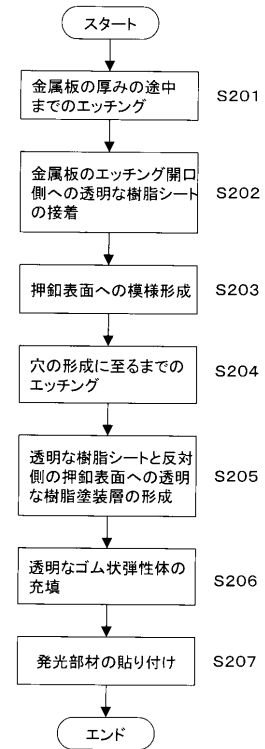 スタート
金属板の厚みの途中
までのエッチング
S201
金属板のエッチング開口
側への透明な樹脂シート
の接着
S202
押釦表面への模様形成
S203
穴の形成に至るまでの
エッチング
S204
透明な樹脂シートと反対
側の押釦表面への透明
な樹脂塗装層の形成
S205
透明なゴム状弾性体の
充填
S206
発光部材の貼り付け
S207
エンド